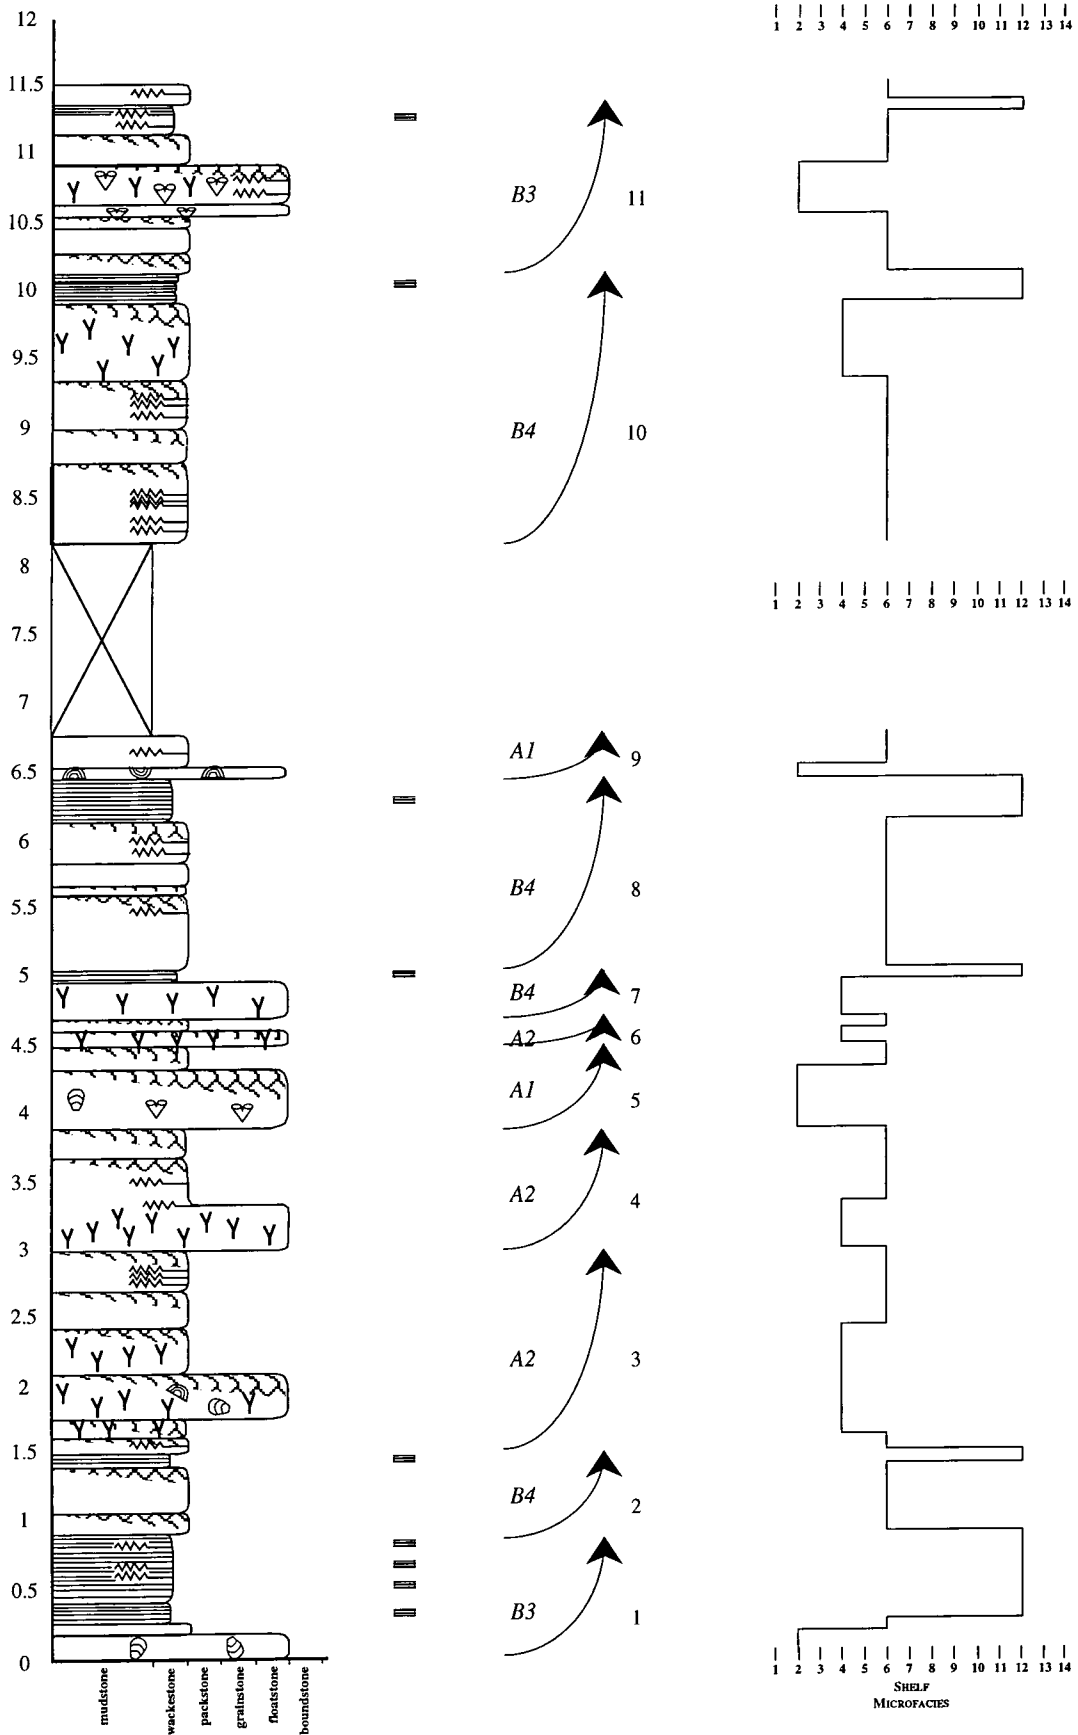 1 2 3 4 5 6 7 8 9 10 11 12 13 14
12
11.5
11
B3 11
10.5
10
9.5
B4 10
9
8.5
8
1 2 3 4 5 6 7 8 9 10 11 12 13 14
7.5
7
A1 9
6.5
6
B4 8
5.5
5
B4 7
A2 6
4.5
A1 5
4
3.5
A2 4
3
2.5
A2 3
2
1.5
B4 2
1
0.5
B3 1
0
1 2 3 4 5 6 7 8 9 10 11 12 13 14
mudstone
wackestone
packstone
grainstone
floatstone
boundstone
SHELF
MICROFACIES